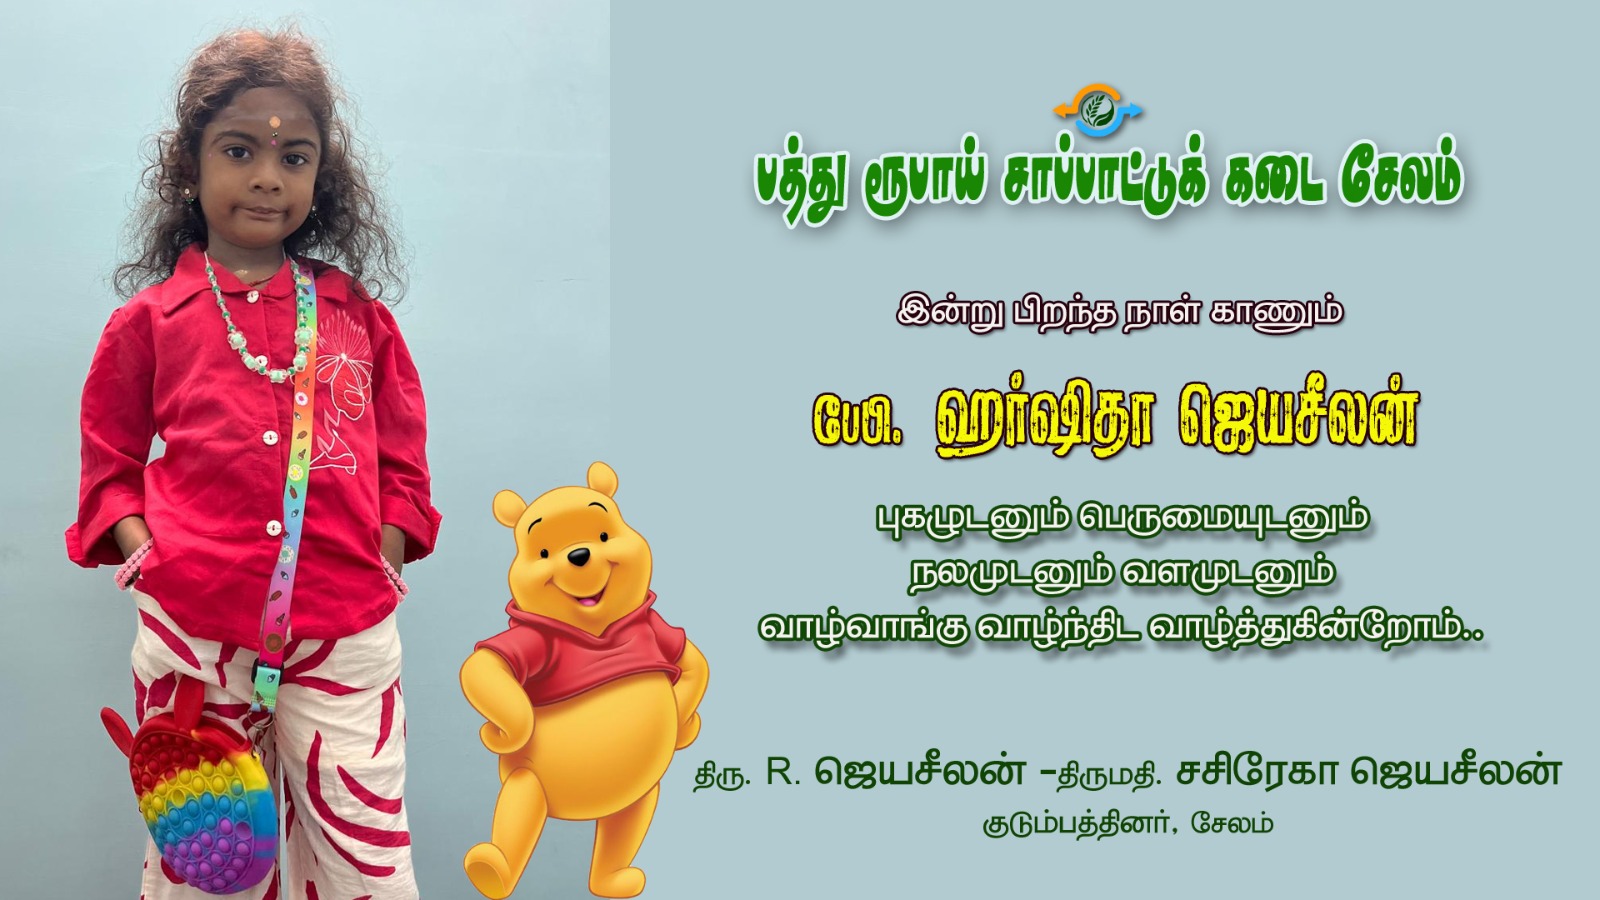 பத்து ரூபாய் சாப்பாட்டுக் கடை சேலம்
இன்று பிறந்த நாள் காணும்
பேபி. ஹர்ஷிதா ஜெயசீலன்
புகழுடனும் பெருமையுடனும்
நலமுடனும் வளமுடனும்
வாழ்வாங்கு வாழ்ந்திட வாழ்த்துகின்றோம்..
திரு. R. ஜெயசீலன் -திருமதி. சசிரேகா ஜெயசீலன்
குடும்பத்தினர், சேலம்